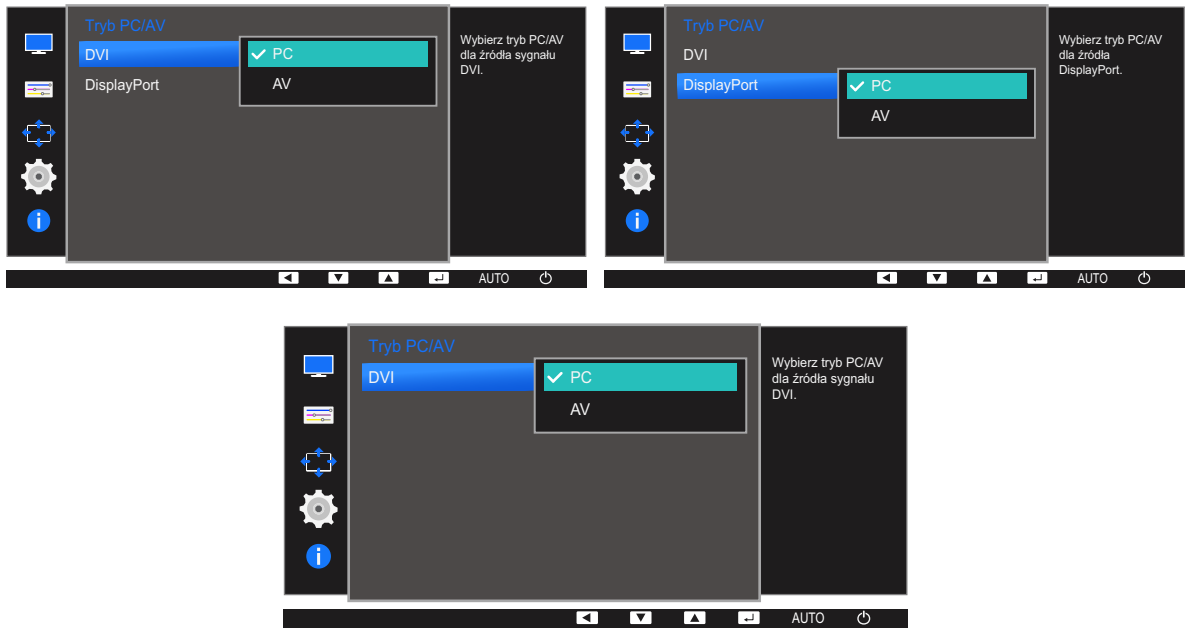 Tryb PC/AV
DVI
PC
DisplayPort
AV
Wybierz tryb PC/AV
dla źródła sygnału
DVI.
AUTO
Tryb PC/AV
DVI
DisplayPort
PC
AV
Wybierz tryb PC/AV
dla źródła
DisplayPort.
AUTO
Tryb PC/AV
DVI
PC
AV
Wybierz tryb PC/AV
dla źródła sygnału
DVI.
AUTO